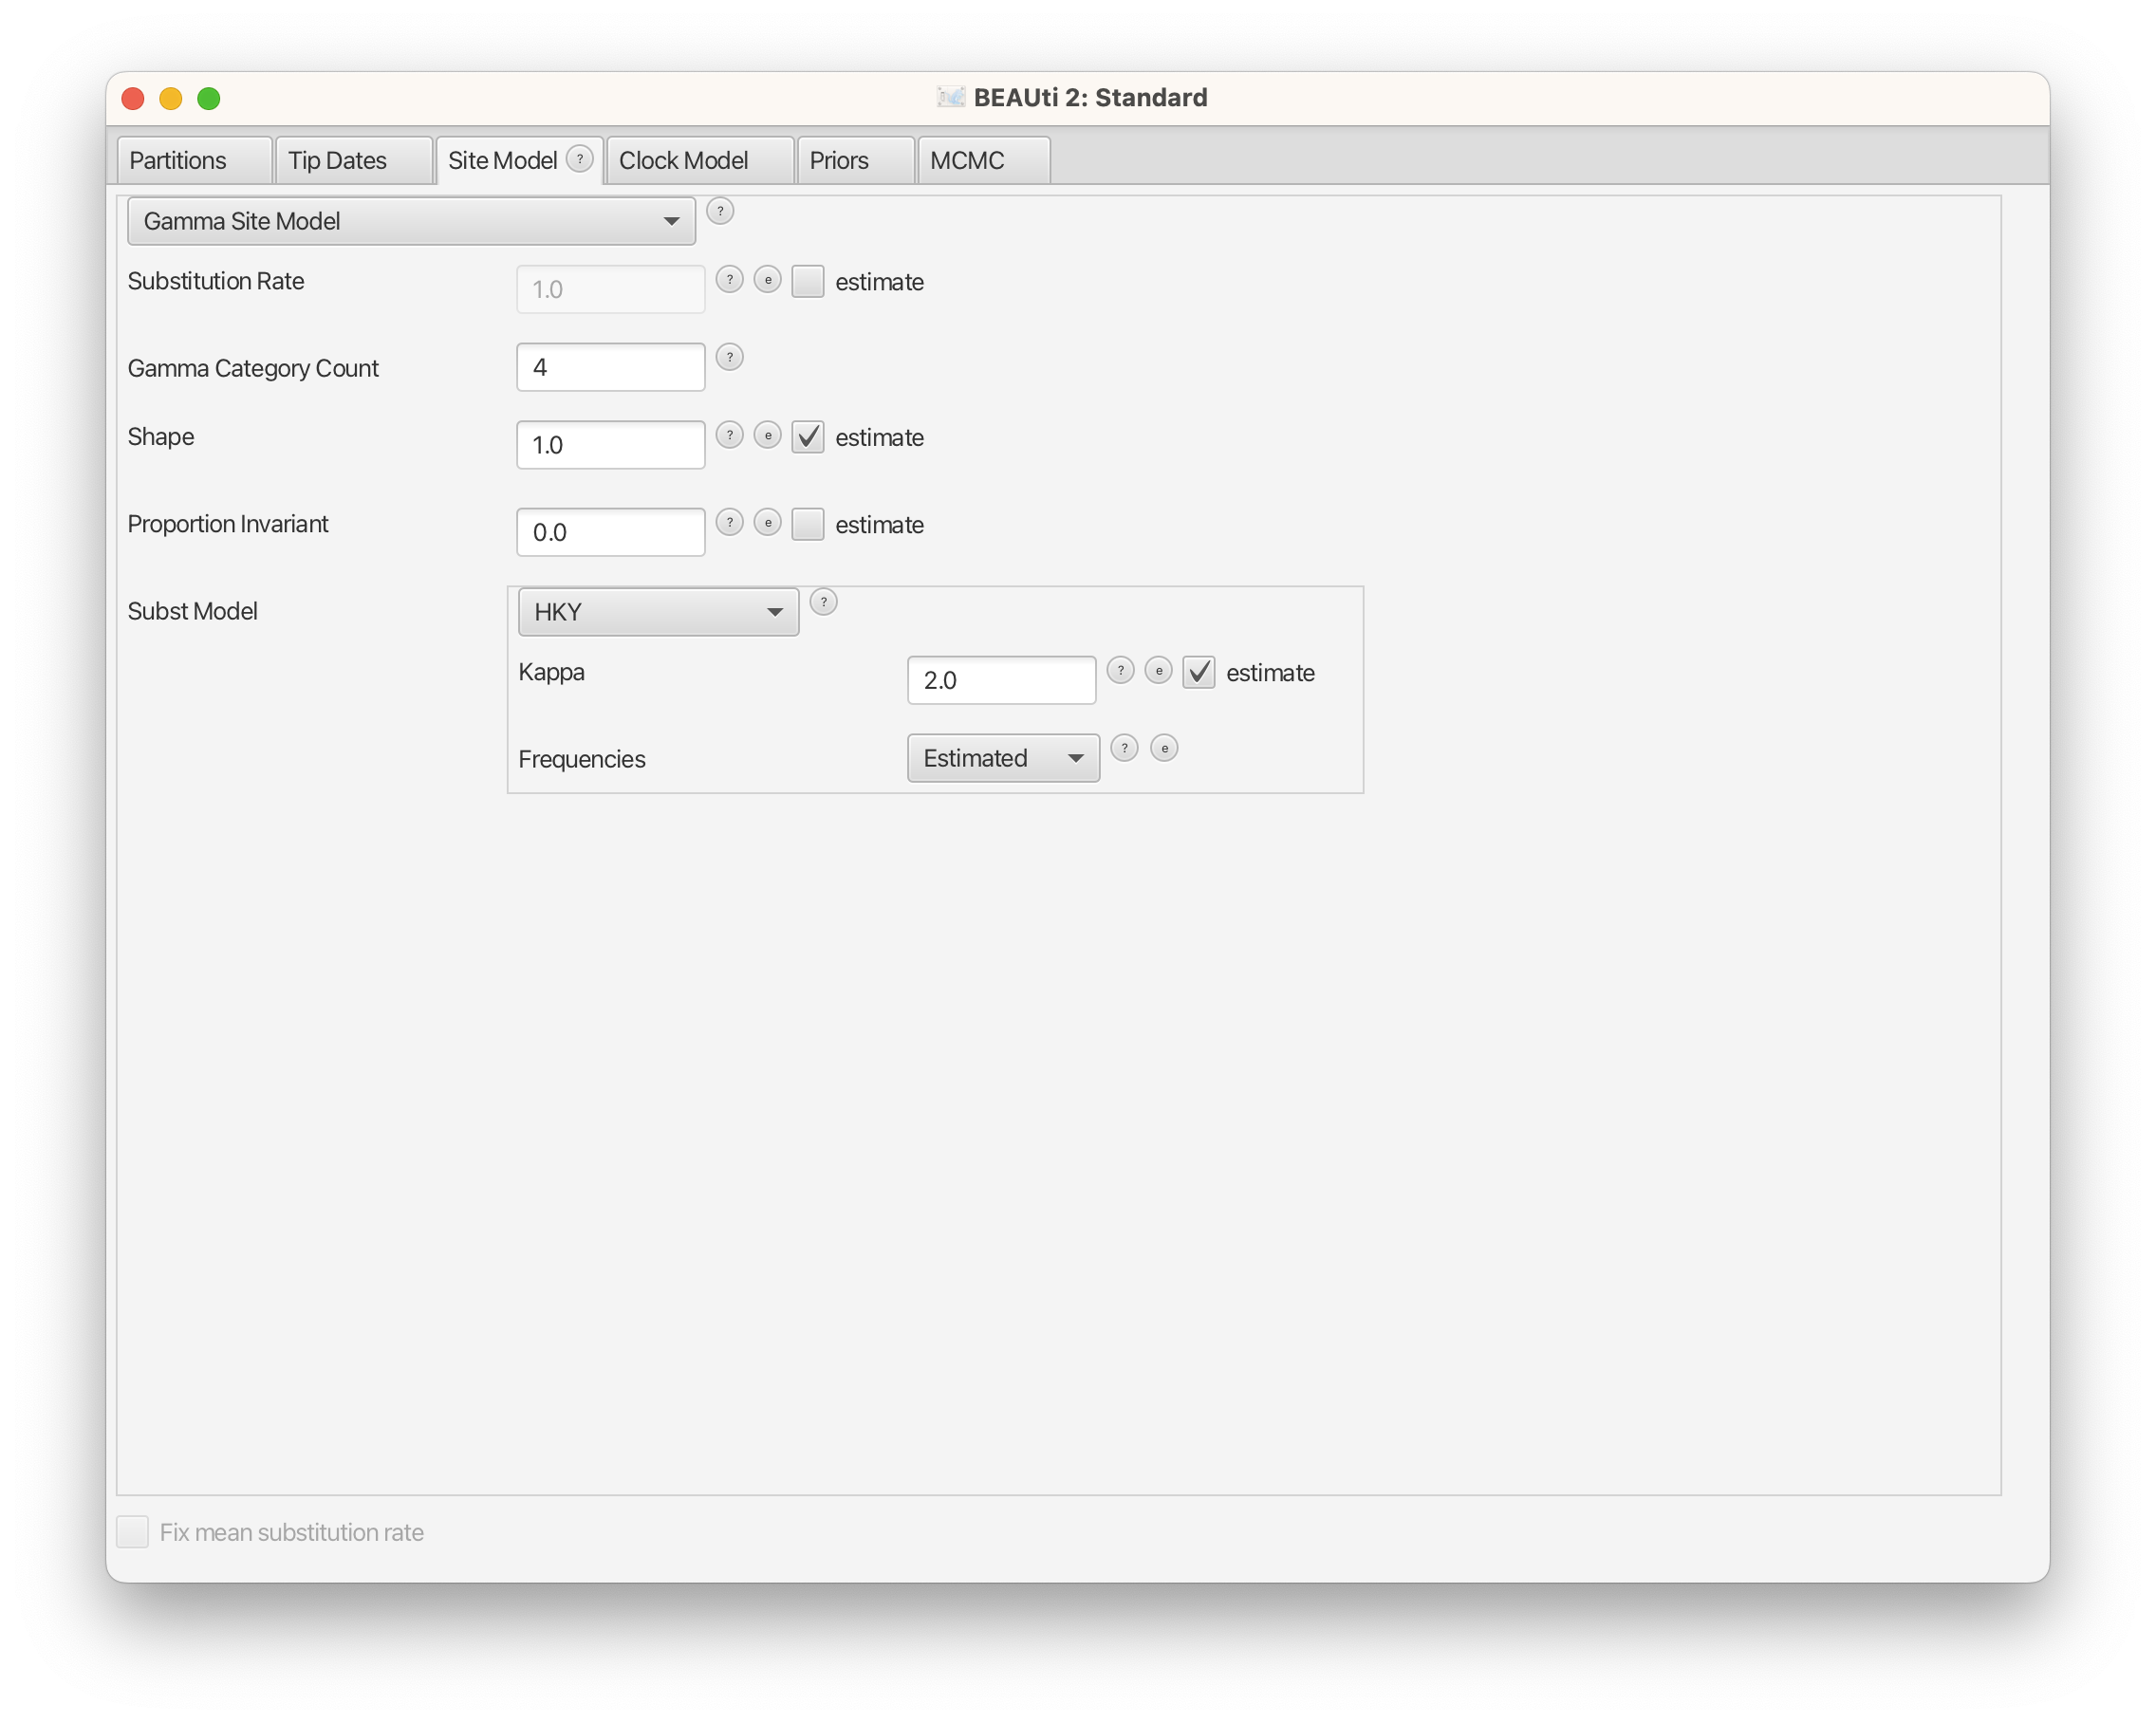 BEAUti 2: Standard
Partitions Tip Dates Site Model ? Clock Model Priors MCMC
Gamma Site Model ?
Substitution Rate 1.0 ? e estimate
Gamma Category Count 4 ?
Shape 1.0 ? e estimate
Proportion Invariant 0.0 ? e estimate
Subst Model HKY ?
Kappa 2.0 ? e estimate
Frequencies Estimated ? e
Fix mean substitution rate